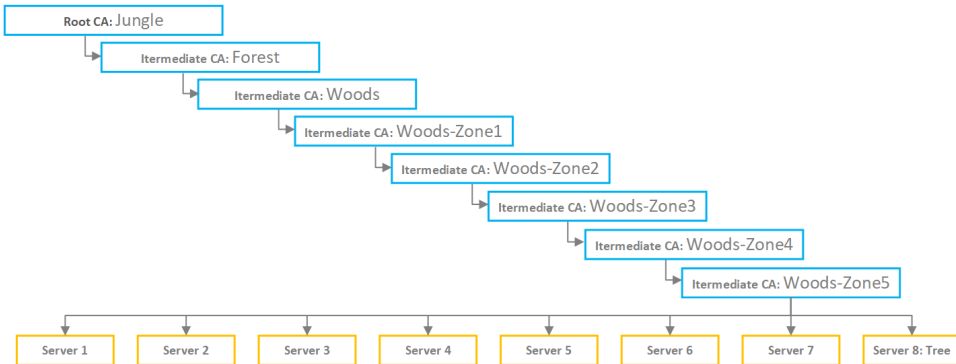 Root CA: Jungle
Itermediate CA: Forest
Itermediate CA: Woods
Itermediate CA: Woods-Zone1
Itermediate CA: Woods-Zone2
Itermediate CA: Woods-Zone3
Itermediate CA: Woods-Zone4
Itermediate CA: Woods-Zone5
Server 1
Server 2
Server 3
Server 4
Server 5
Server 6
Server 7
Server 8: Tree